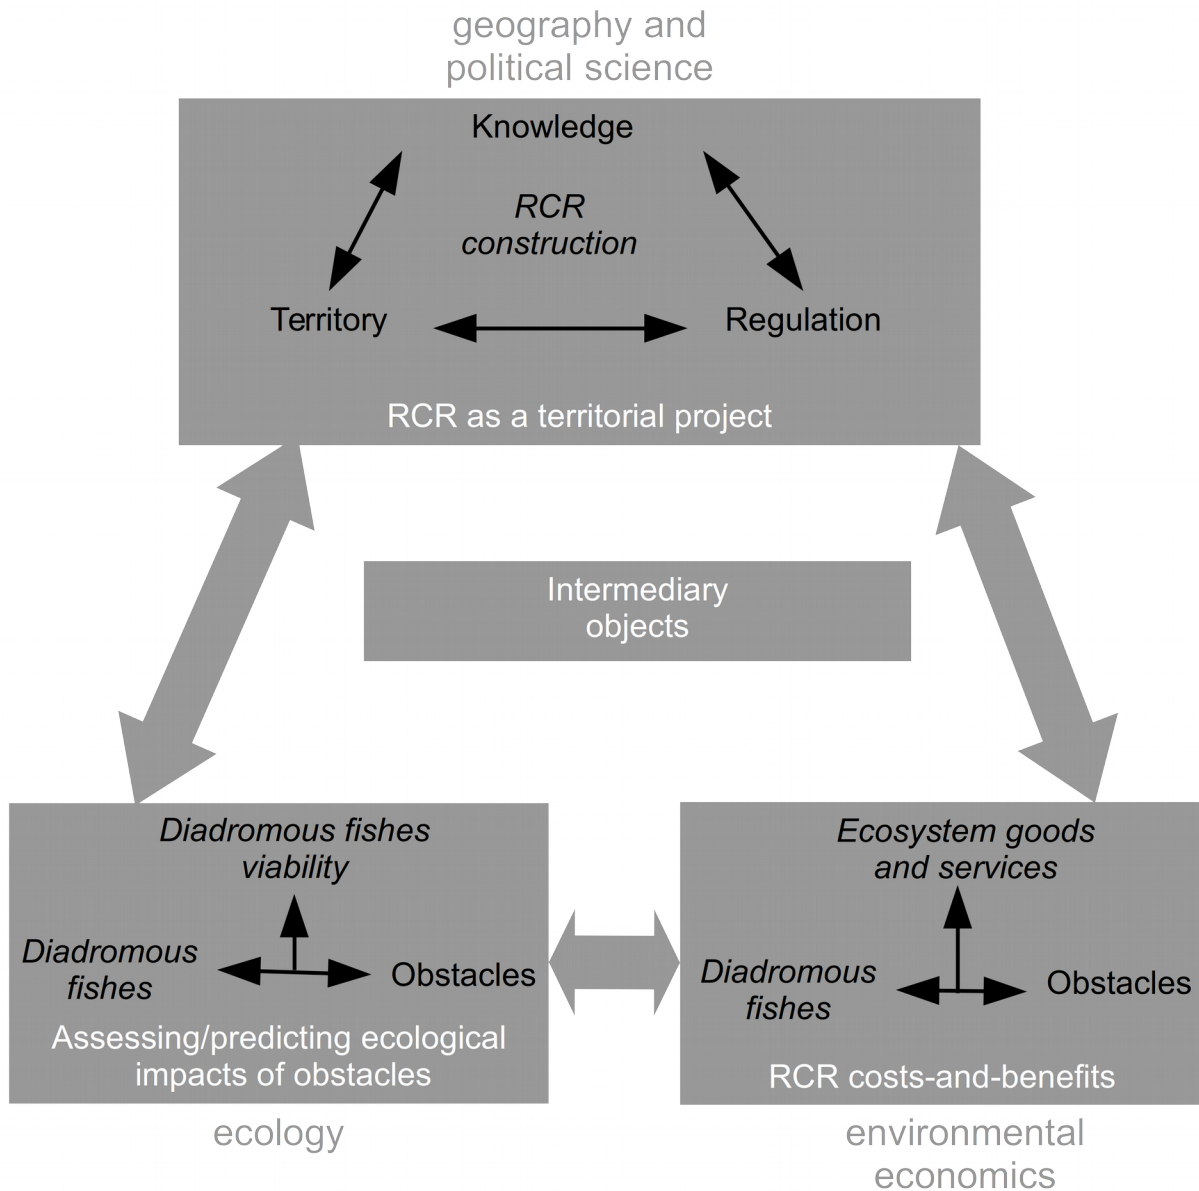 geography and
political science
Knowledge
RCR
construction
Territory
Regulation
RCR as a territorial project
Intermediary
objects
Diadromous fishes
viability
Diadromous
fishes
Obstacles
Assessing/predicting ecological
impacts of obstacles
ecology
Ecosystem goods
and services
Diadromous
fishes
Obstacles
RCR costs-and-benefits
environmental
economics